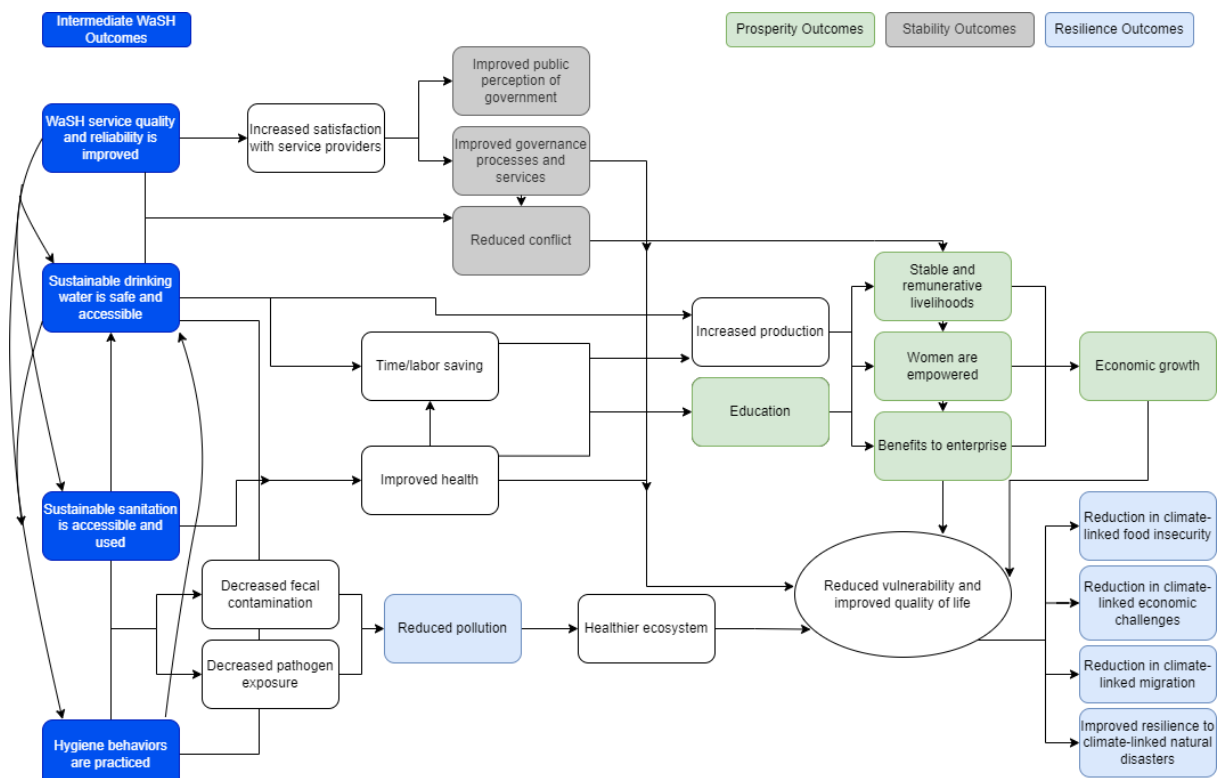 Intermediate WaSH
Outcomes
Prosperity Outcomes
Stability Outcomes
Resilience Outcomes
Improved public
perception of
government
WaSH service quality
and reliability is
improved
Increased satisfaction
with service providers
Improved governance
processes and
services
Reduced conflict
Sustainable drinking
water is safe and
accessible
Stable and
remunerative
livelihoods
Increased production
Time/labor saving
Women are
empowered
Economic growth
Education
Benefits to enterprise
Improved health
Sustainable sanitation
is accessible and
used
Reduction in climate-
linked food insecurity
Decreased fecal
contamination
Reduced vulnerability and
improved quality of life
Reduction in climate-
linked economic
challenges
Reduced pollution
Healthier ecosystem
Decreased pathogen
exposure
Reduction in climate-
linked migration
Hygiene behaviors
are practiced
Improved resilience to
climate-linked natural
disasters